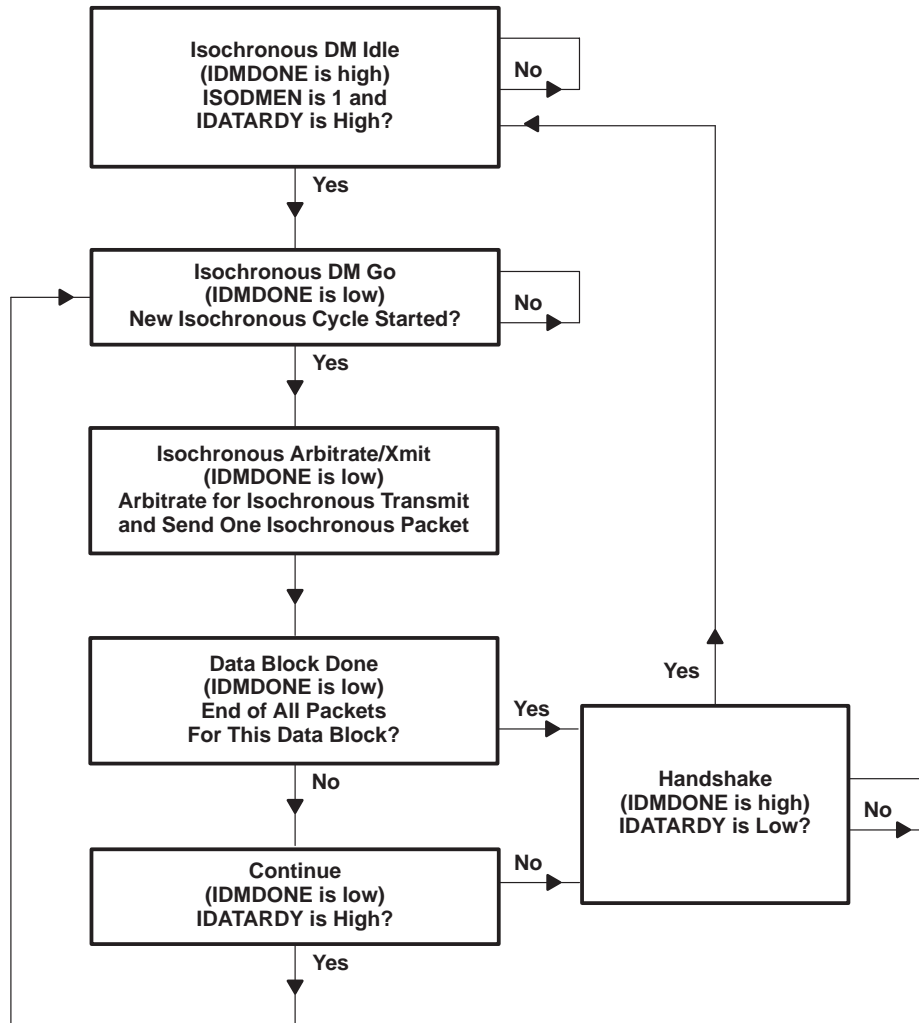 Isochronous DM Idle
(IDMDONE is high)
ISODMEN is 1 and
IDATARDY is High?
No
Yes
Isochronous DM Go
(IDMDONE is low)
New Isochronous Cycle Started?
No
Yes
Isochronous Arbitrate/Xmit
(IDMDONE is low)
Arbitrate for Isochronous Transmit
and Send One Isochronous Packet
Data Block Done
(IDMDONE is low)
End of All Packets
For This Data Block?
Yes
No
Yes
Handshake
(IDMDONE is high)
IDATARDY is Low?
No
Continue
(IDMDONE is low)
IDATARDY is High?
No
Yes